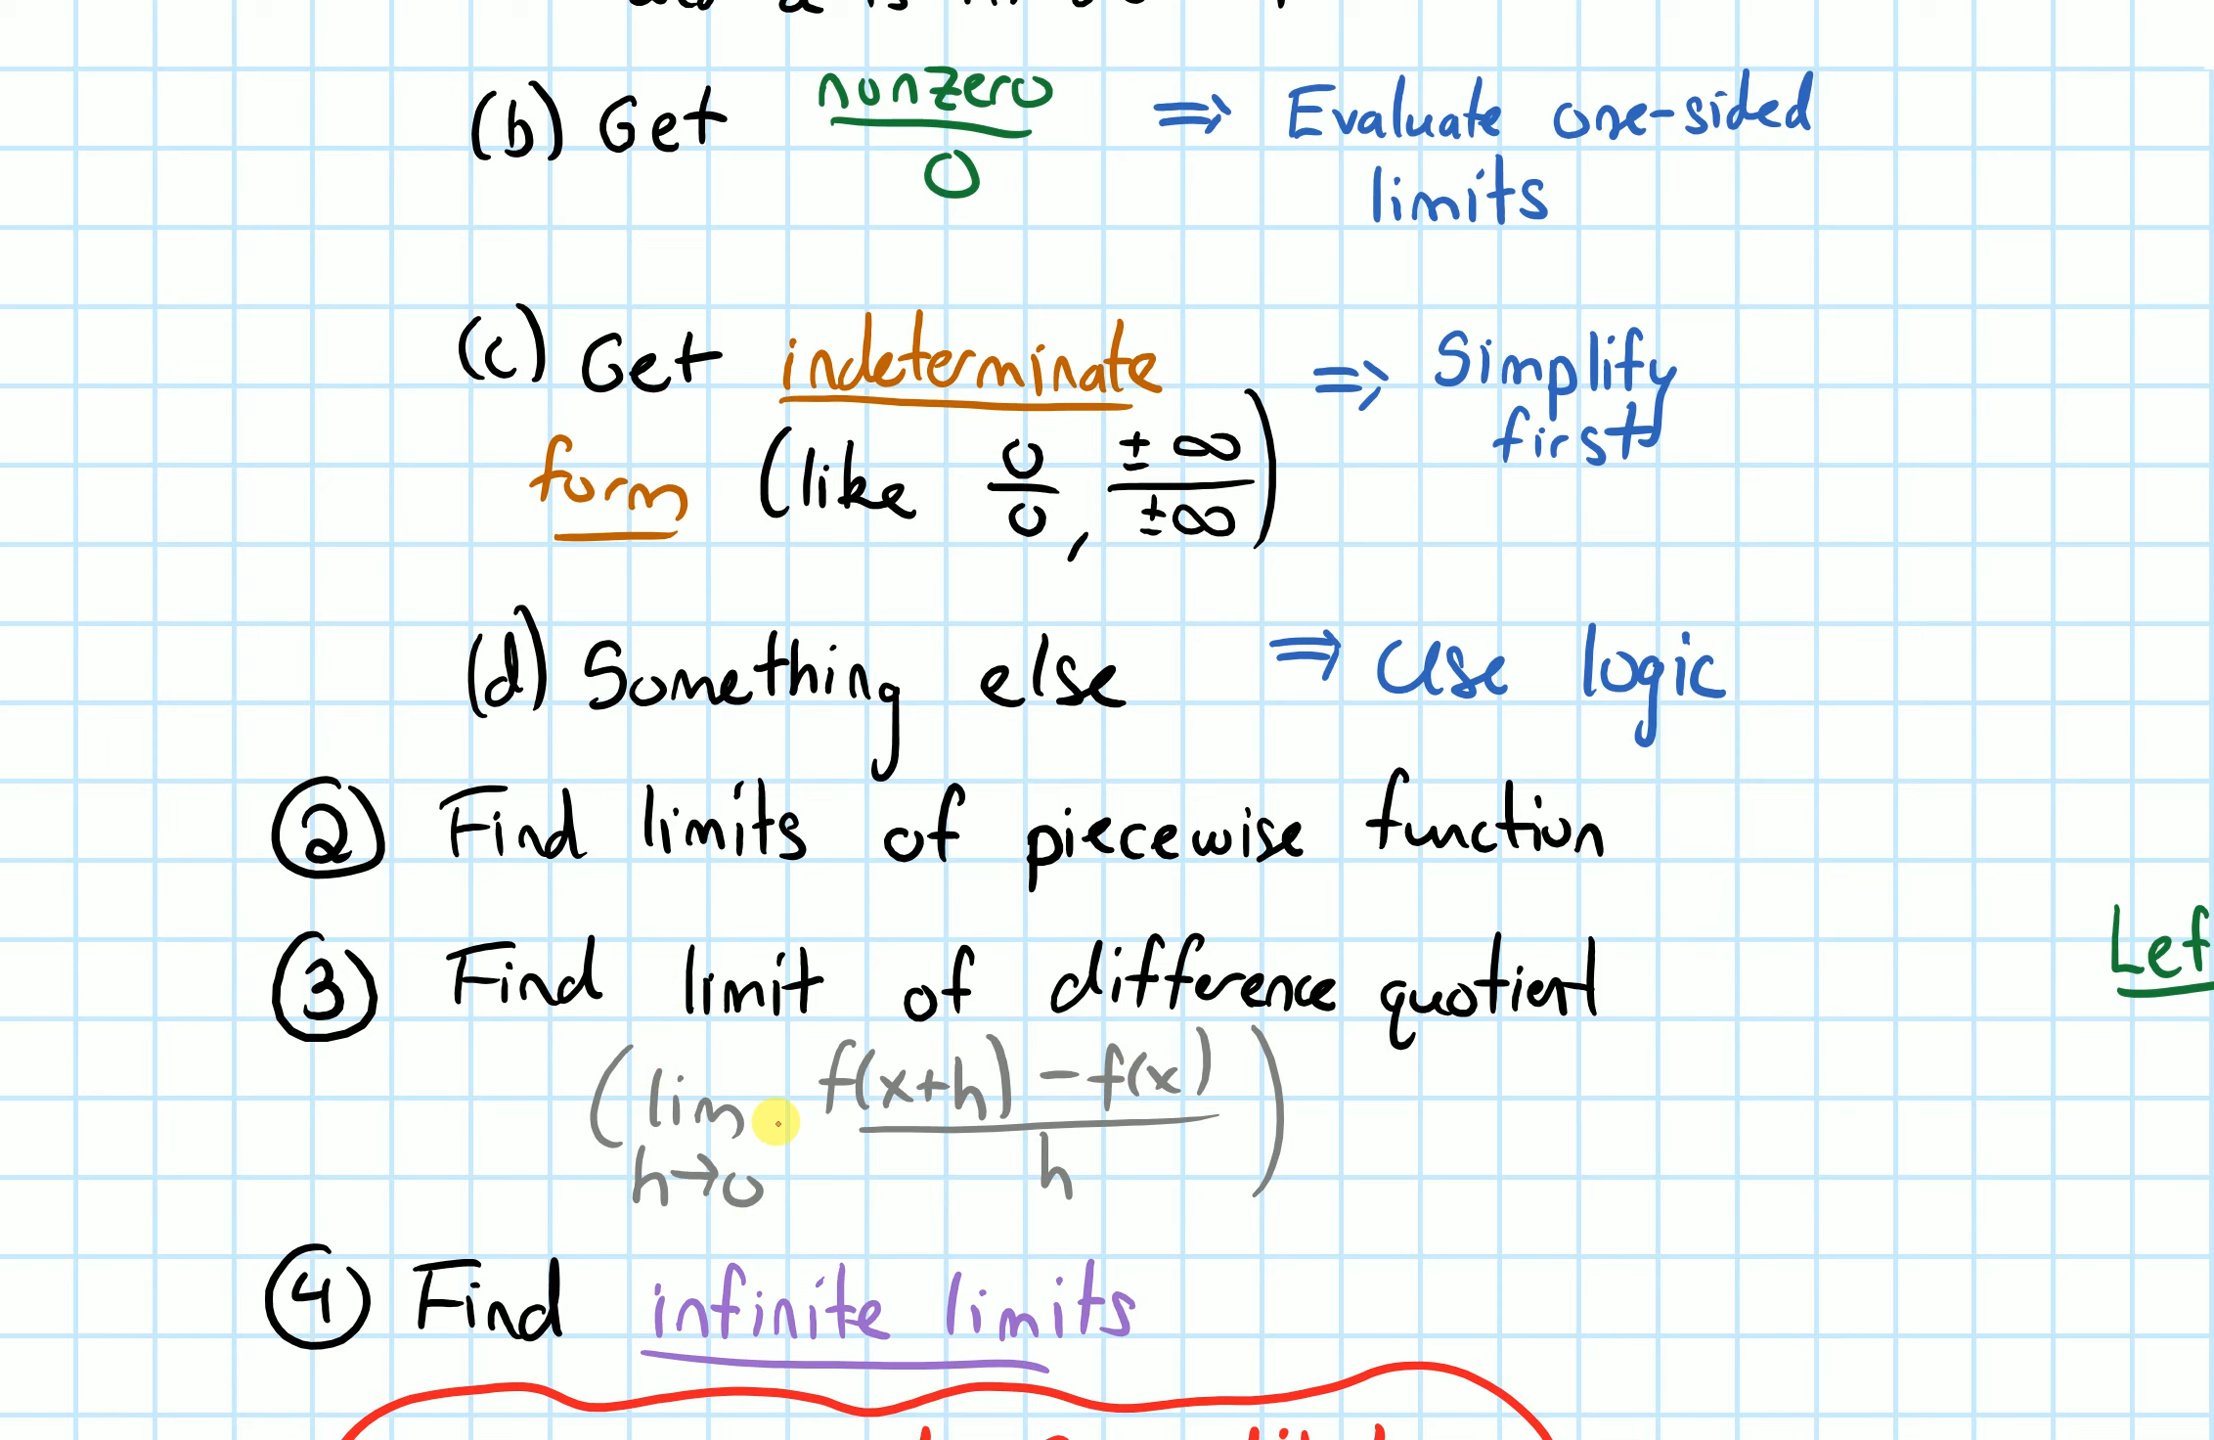 (b) Get nonzero/0 ⇒ Evaluate one-sided
limits
(c) Get indeterminate ⇒ Simplify
first
form (like 0/0, ±∞/±∞)
(d) Something else ⇒ Use logic
② Find limits of piecewise function
③ Find limit of difference quotient
Lef
(lim h→0 f(x+h) - f(x) / h)
④ Find infinite limits